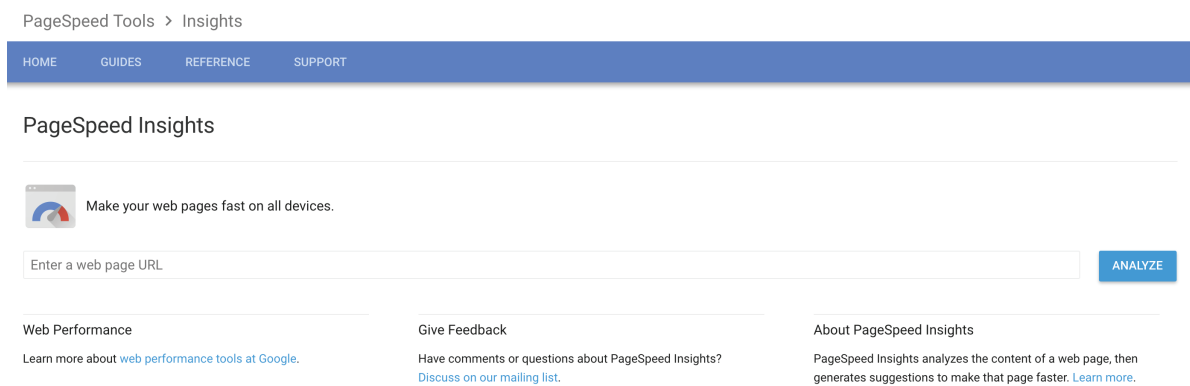 PageSpeed Tools > Insights
HOME GUIDES REFERENCE SUPPORT
PageSpeed Insights
Make your web pages fast on all devices.
Enter a web page URL
ANALYZE
Web Performance
Learn more about web performance tools at Google.
Give Feedback
Have comments or questions about PageSpeed Insights?
Discuss on our mailing list.
About PageSpeed Insights
PageSpeed Insights analyzes the content of a web page, then
generates suggestions to make that page faster. Learn more.